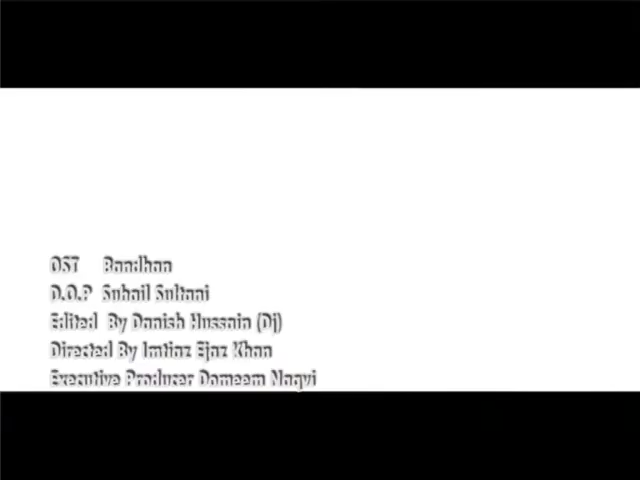 OST Bandhan
D.O.P Suhail Sultani
Edited By Danish Hussain (Dj)
Directed By Imtiaz Ejaz Khan
Executive Producer Dameem Naqvi